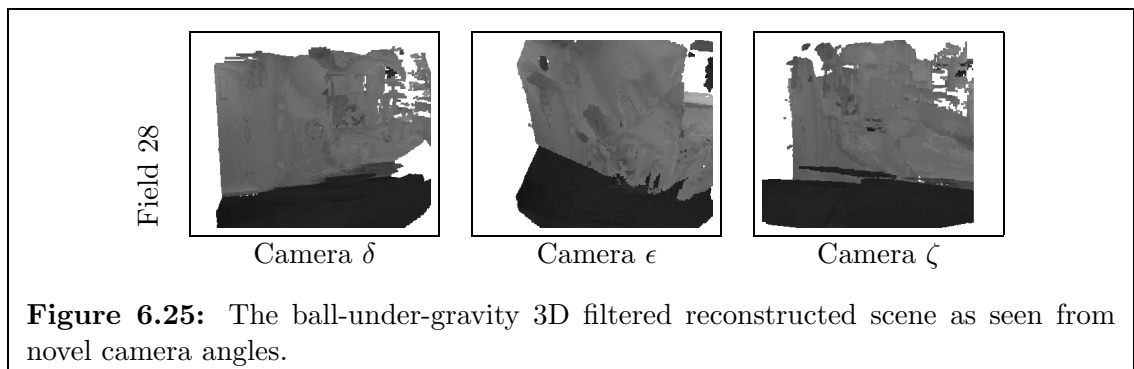 Field 28
Camera δ
Camera ϵ
Camera ζ
Figure 6.25: The ball-under-gravity 3D filtered reconstructed scene as seen from
novel camera angles.